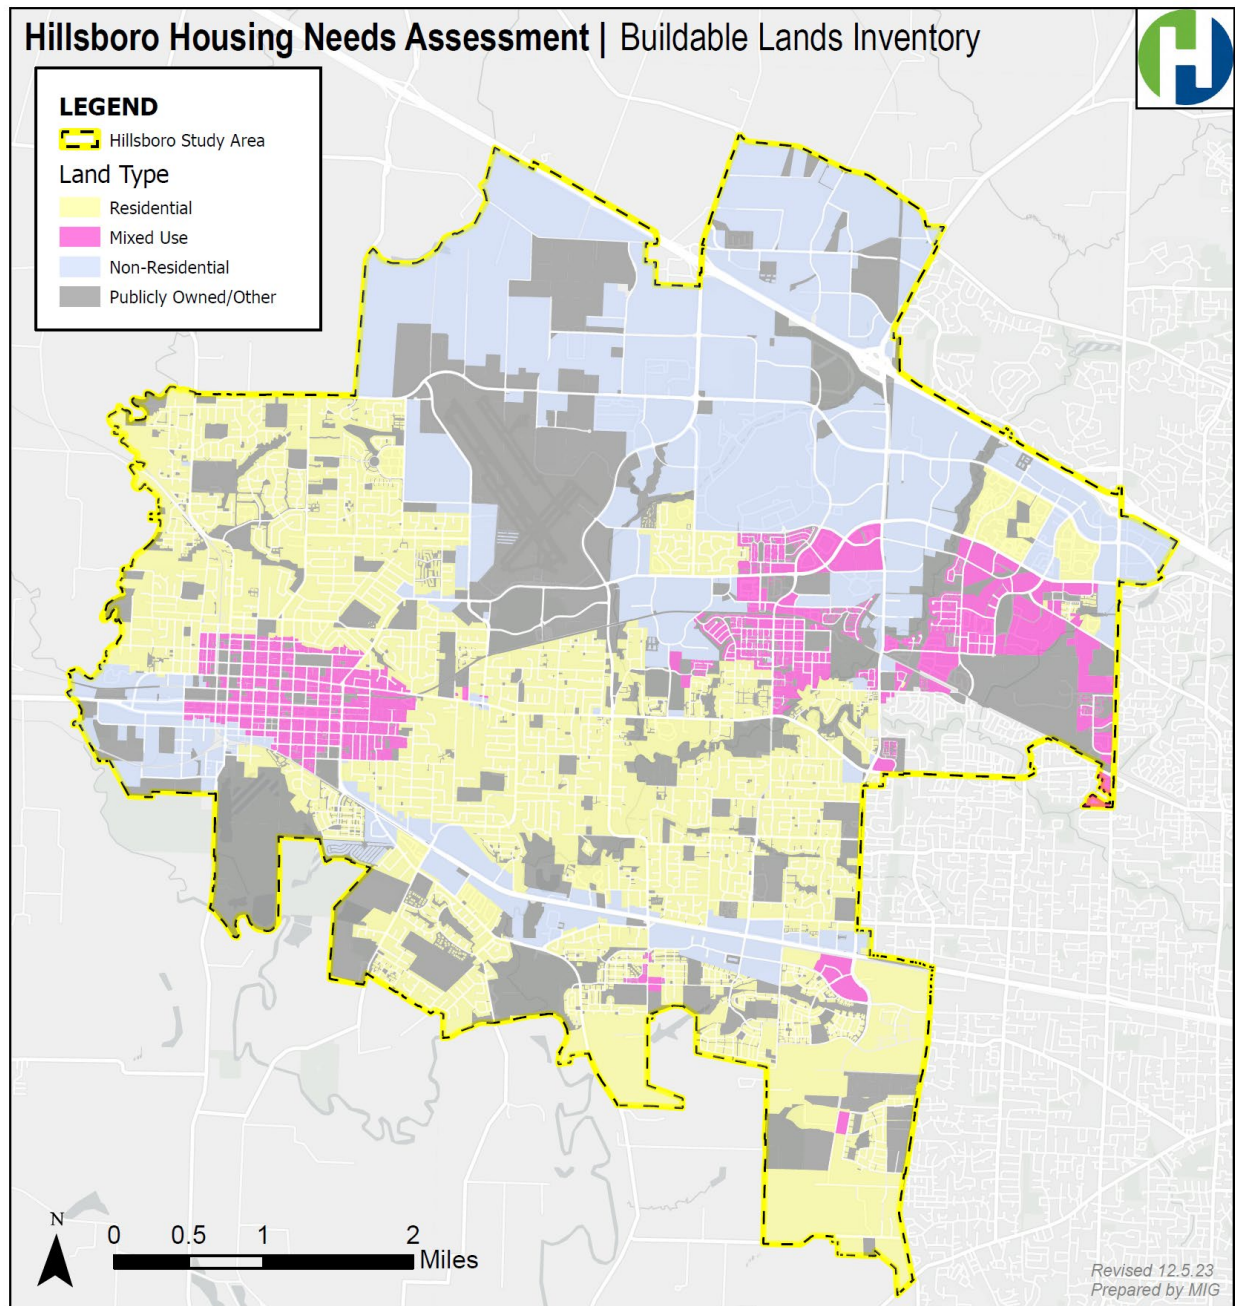 Hillsboro Housing Needs Assessment | Buildable Lands Inventory
H
LEGEND
Hillsboro Study Area
Land Type
Residential
Mixed Use
Non-Residential
Publicly Owned/Other
N
0 0.5 1 2
Miles
Revised 12.5.23
Prepared by MIG